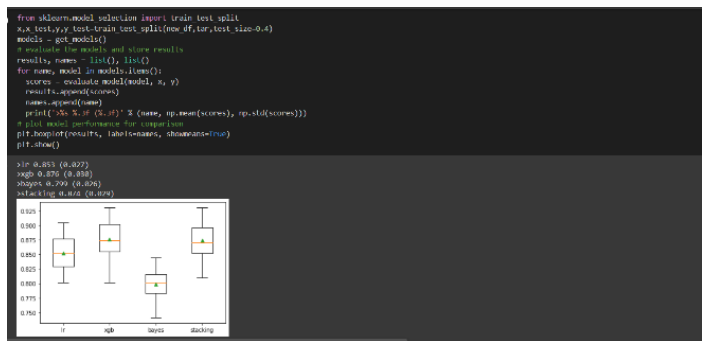 from sklearn.model_selection import train_test_split
x,x_test,y,y_test=train_test_split(new_df,tar,test_size=0.4)
models = get_models()
# evaluate the models and store results
results, names = list(), list()
for name, model in models.items():
  scores = evaluate_model(model, x, y)
  results.append(scores)
  names.append(name)
  print('>%s %.3f (%.3f)' % (name, np.mean(scores), np.std(scores)))
# plot model performance for comparison
plt.boxplot(results, labels=names, showmeans=True)
plt.show()
>lr 0.853 (0.027)
>xgb 0.876 (0.030)
>bayes 0.799 (0.026)
>stacking 0.874 (0.029)
0.925
0.900
0.875
0.850
0.825
0.800
0.775
0.750
lr xgb bayes stacking